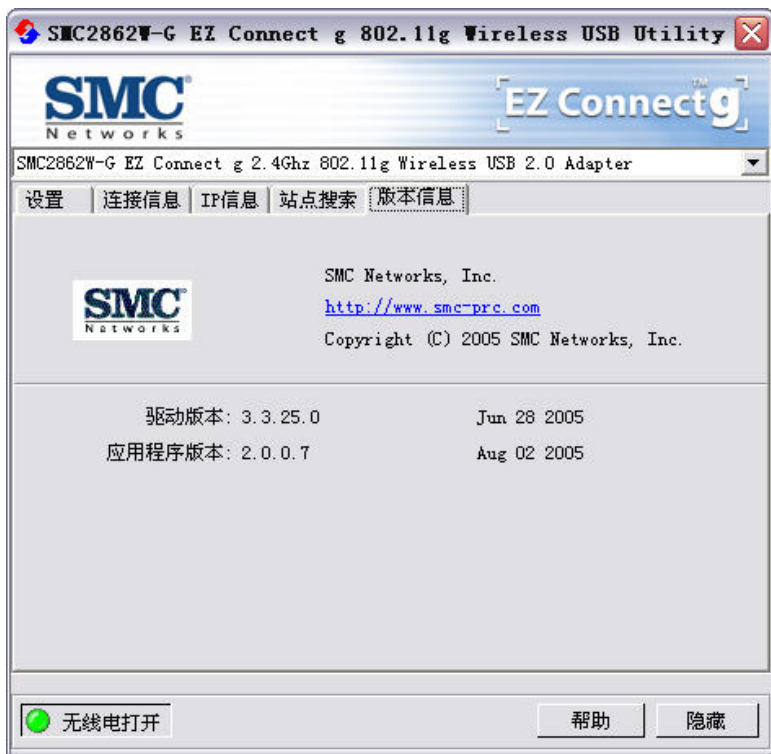 SMC2862W-G EZ Connect g 802.11g Wireless USB Utility
SMC
Networks
EZ Connect™ g
SMC2862W-G EZ Connect g 2.4Ghz 802.11g Wireless USB 2.0 Adapter
设置 连接信息 IP信息 站点搜索 版本信息
SMC
Networks
SMC Networks, Inc.
http://www.smc-prc.com
Copyright (C) 2005 SMC Networks, Inc.
驱动版本: 3.3.25.0 Jun 28 2005
应用程序版本: 2.0.0.7 Aug 02 2005
无线电打开 帮助 隐藏